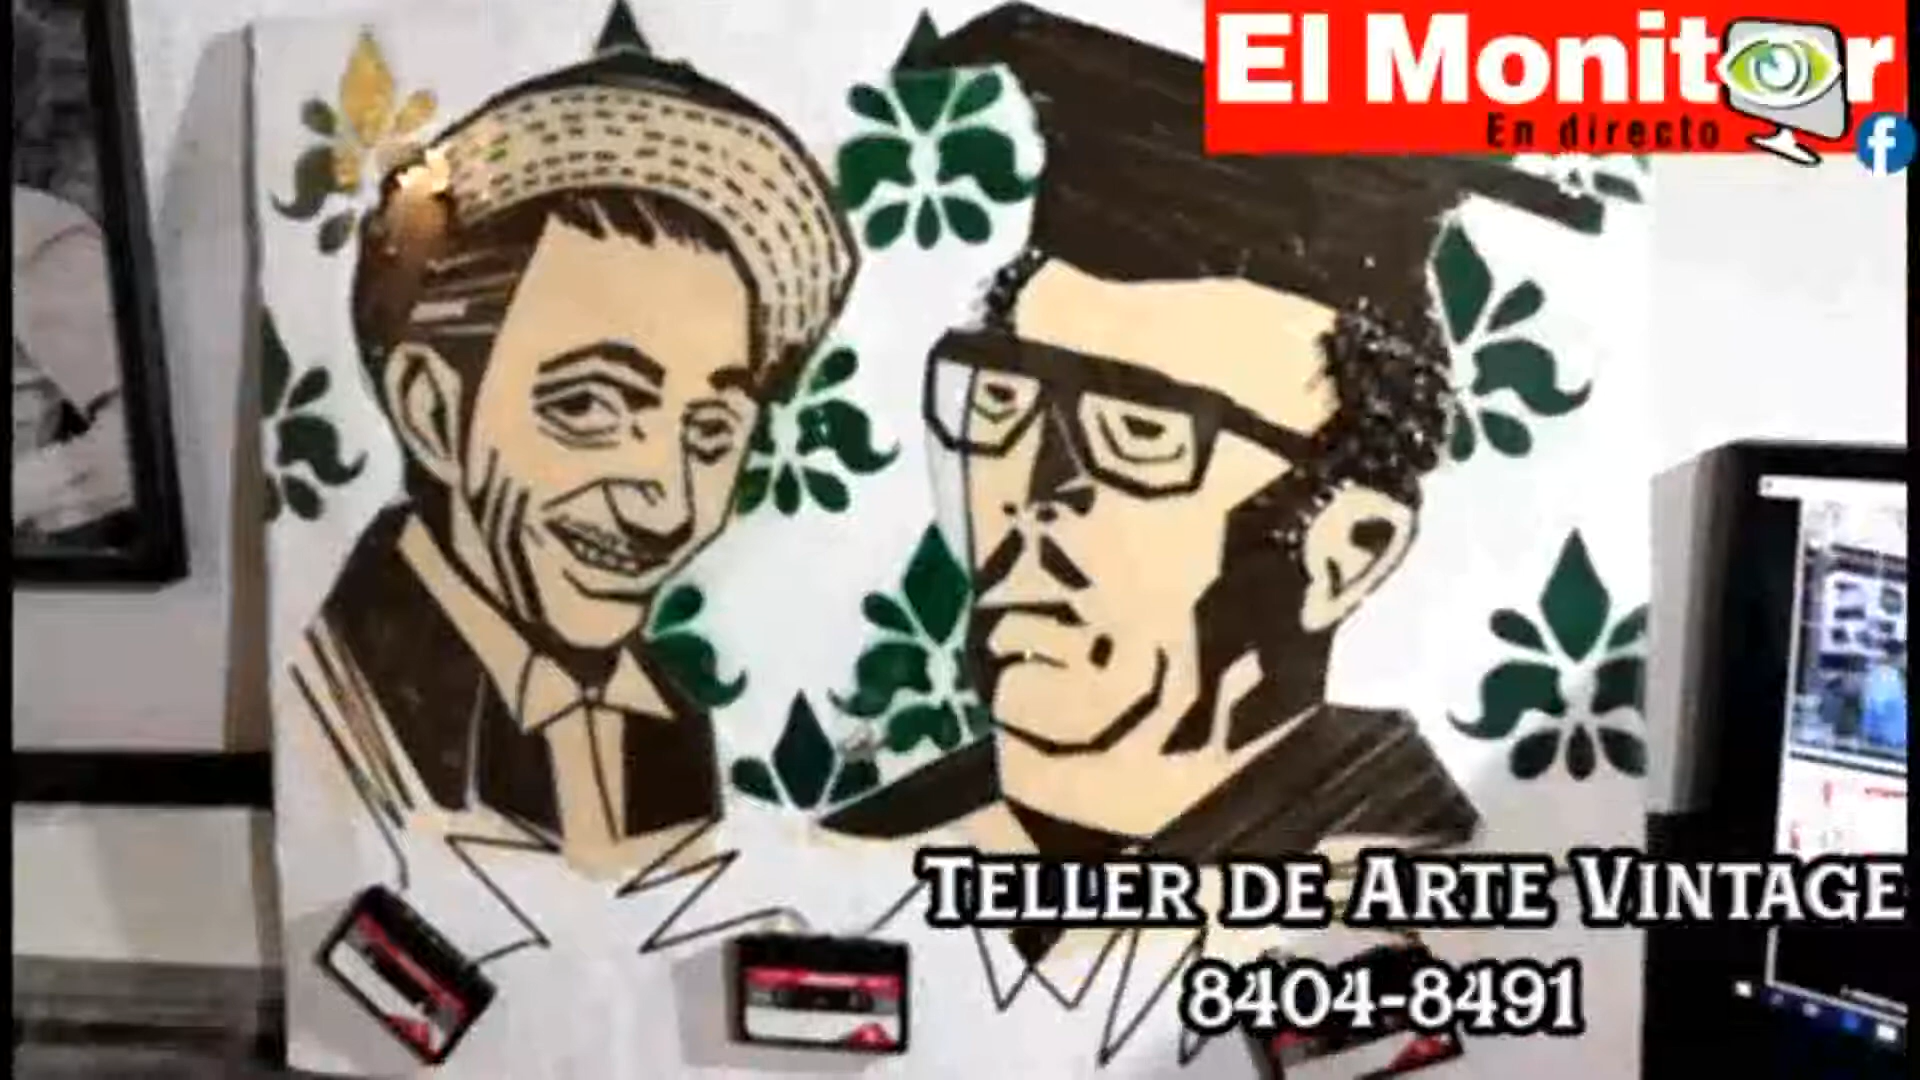 El Monitor
En directo
f
TELLER DE ARTE VINTAGE
8404-8491